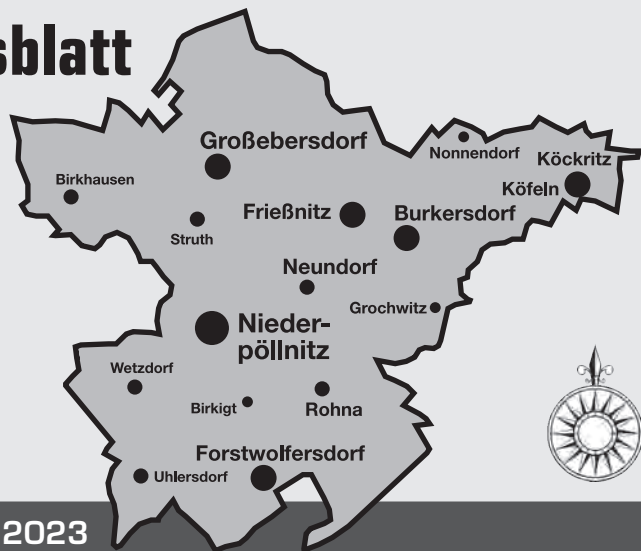 sblatt
Großebersdorf
Nonnendorf
Köckritz
Birkhausen
Köfeln
Frießnitz
Burkersdorf
Struth
Neundorf
Grochwitz
Nieder-
pöllnitz
Wetzdorf
Birkigt
Rohna
Forstwolfersdorf
Uhlersdorf
2023